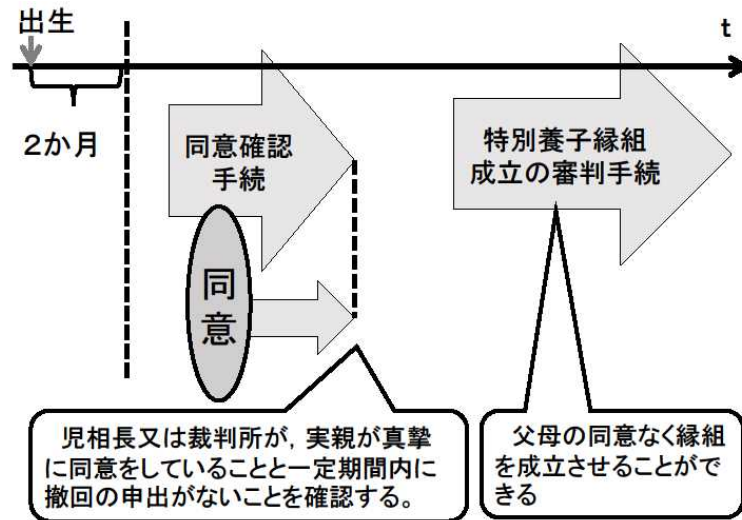 出生
t
2か月
同意確認
手続
特別養子縁組
成立の審判手続
同
意
児相長又は裁判所が，実親が真摯
に同意をしていることと一定期間内に
撤回の申出がないことを確認する。
父母の同意なく縁組
を成立させることがで
きる